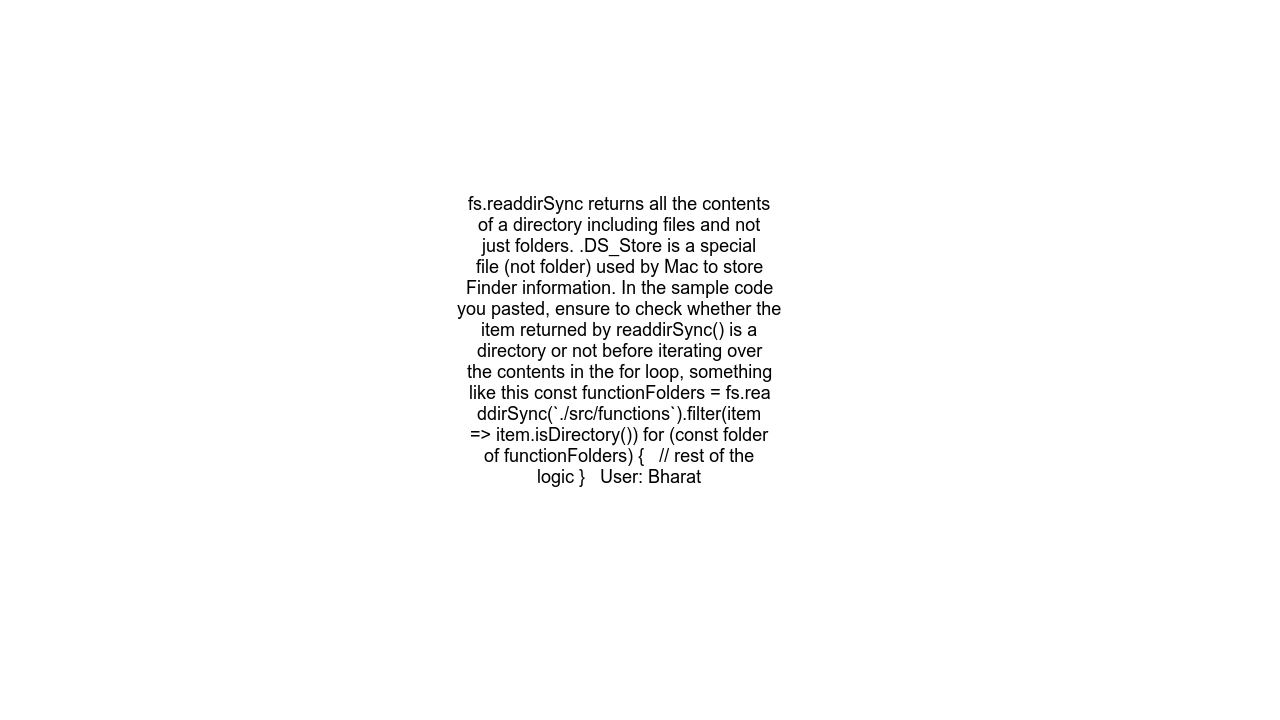 fs.readdirSync returns all the contents
of a directory including files and not
just folders. .DS_Store is a special
file (not folder) used by Mac to store
Finder information. In the sample code
you pasted, ensure to check whether the
item returned by readdirSync() is a
directory or not before iterating over
the contents in the for loop, something
like this const functionFolders = fs.rea
ddirSync(`./src/functions`).filter(item
=> item.isDirectory()) for (const folder
of functionFolders) {   // rest of the
logic }   User: Bharat